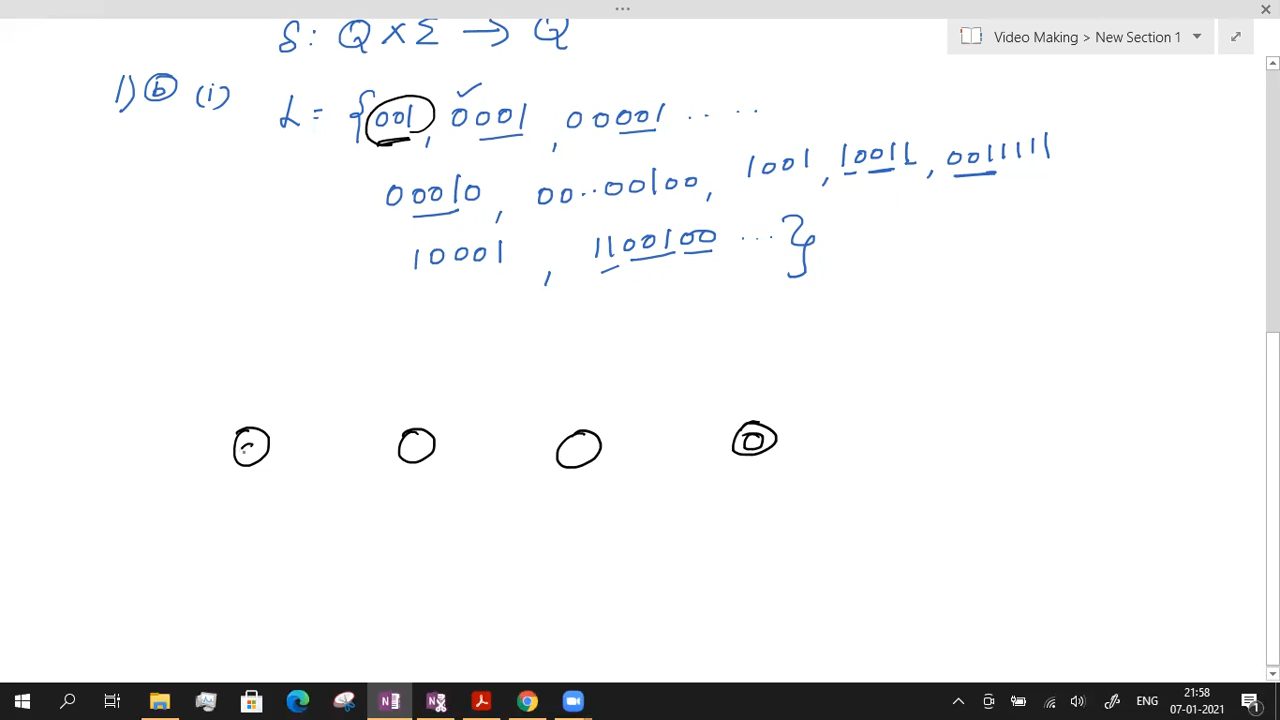 ...
Video Making > New Section 1
δ: Q × Σ → Q
1) b (i) L = {001, 0001, 00001 .. ..
00010, 00..00100, 1001, 10011, 0011111
10001, 1100100 ... }
ENG
21:58
07-01-2021